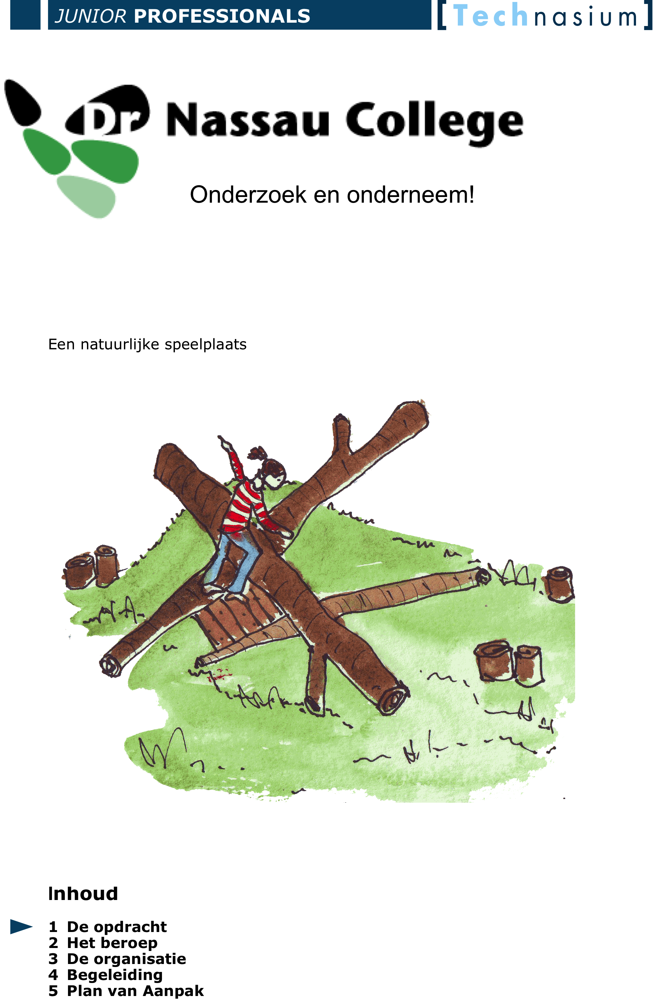 JUNIOR PROFESSIONALS
[Technasium]
Dr Nassau College
Onderzoek en onderneem!
Een natuurlijke speelplaats
Inhoud
1 De opdracht
2 Het beroep
3 De organisatie
4 Begeleiding
5 Plan van Aanpak